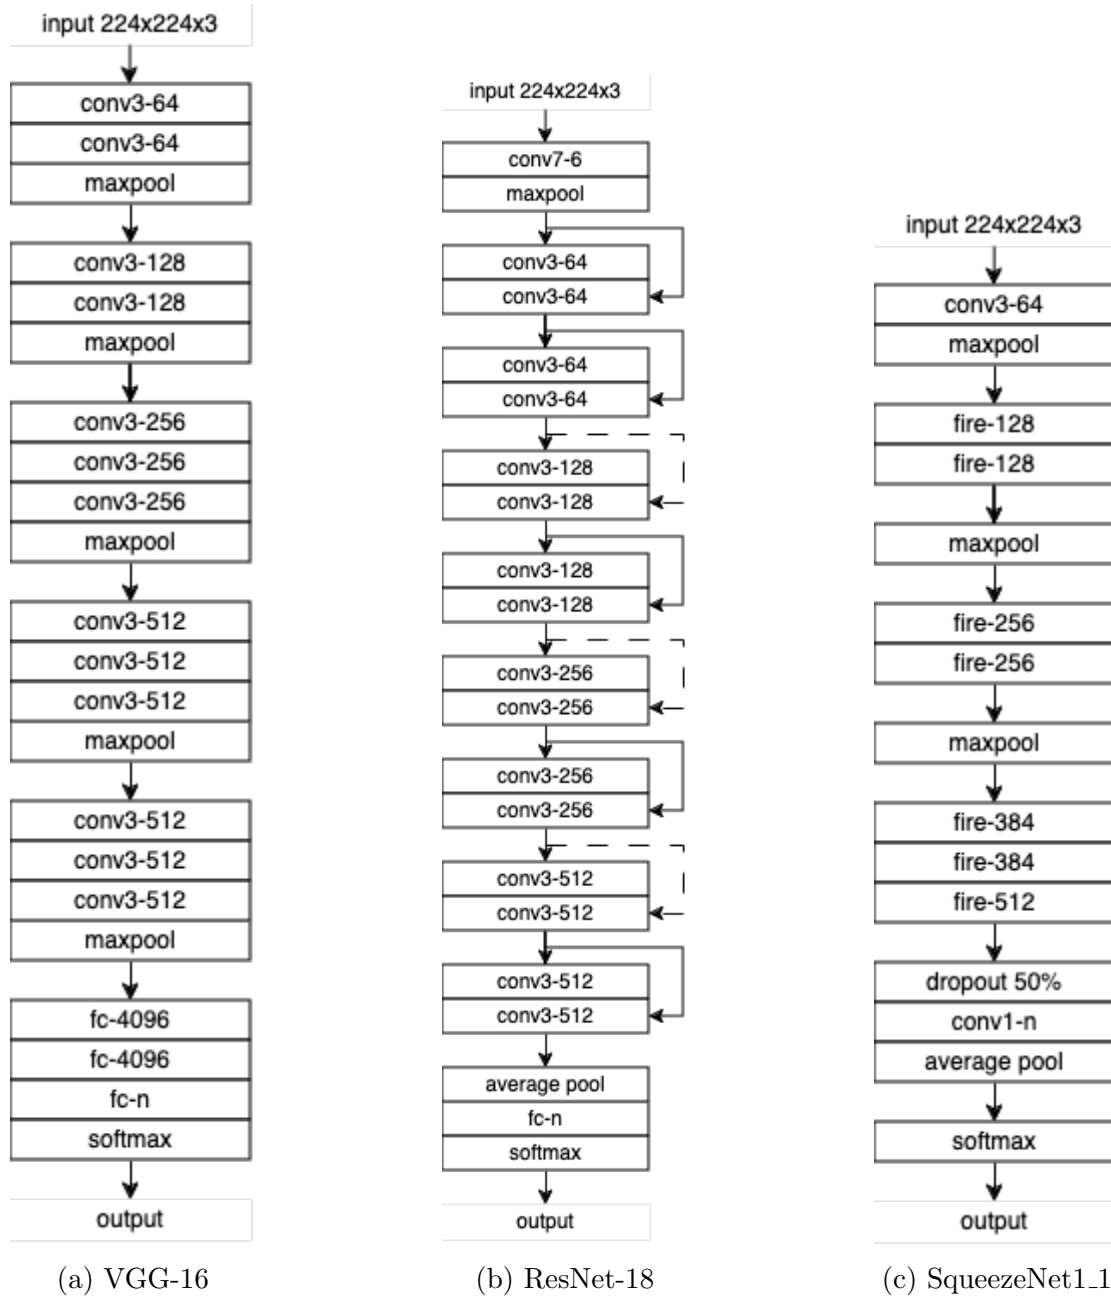 input 224x224x3
conv3-64
conv3-64
maxpool
conv3-128
conv3-128
maxpool
conv3-256
conv3-256
conv3-256
maxpool
conv3-512
conv3-512
conv3-512
maxpool
conv3-512
conv3-512
conv3-512
maxpool
fc-4096
fc-4096
fc-n
softmax
output
(a) VGG-16
input 224x224x3
conv7-6
maxpool
conv3-64
conv3-64
conv3-64
conv3-64
conv3-128
conv3-128
conv3-128
conv3-128
conv3-256
conv3-256
conv3-256
conv3-256
conv3-512
conv3-512
conv3-512
conv3-512
average pool
fc-n
softmax
output
(b) ResNet-18
input 224x224x3
conv3-64
maxpool
fire-128
fire-128
maxpool
fire-256
fire-256
maxpool
fire-384
fire-384
fire-512
dropout 50%
conv1-n
average pool
softmax
output
(c) SqueezeNet1_1